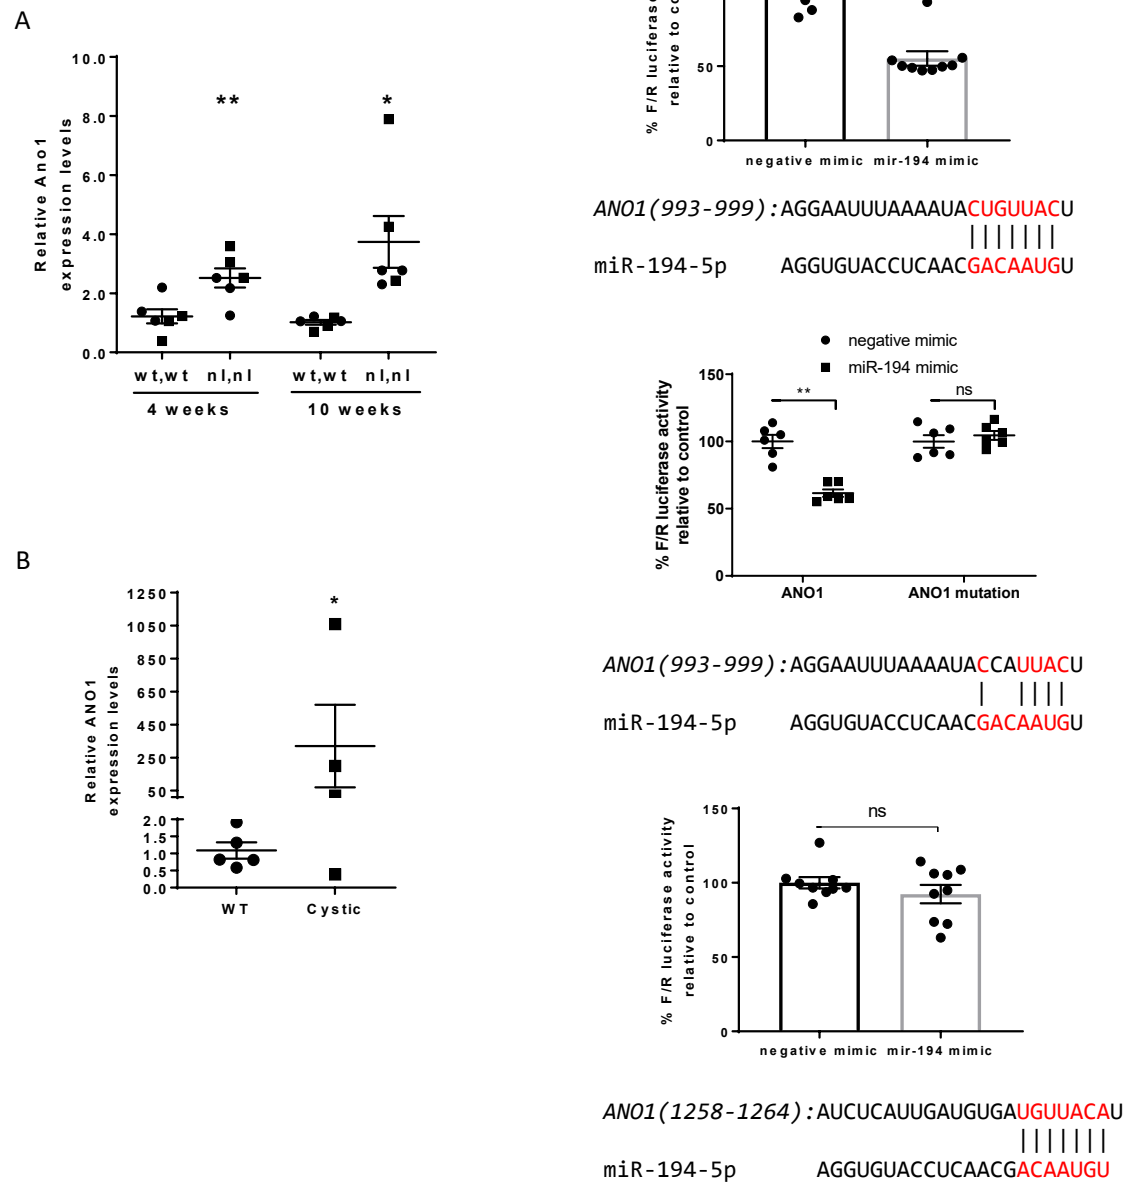 A
10.0
8.0
6.0
4.0
2.0
0.0
Relative Ano1
expression levels
**
*
wt,wt nl,nl wt,wt nl,nl
4 weeks 10 weeks
B
1250
1050
850
650
450
250
50
2.0
1.5
1.0
0.5
0.0
Relative ANO1
expression levels
*
WT Cystic
% F/R luciferase
relative to co
50
0
negative mimic mir-194 mimic
ANO1(993-999):AGGAAUUUAAAAUACUGUUACU
miR-194-5p AGGUGUACCUCAACGACAAUGU
negative mimic
miR-194 mimic
150
100
50
0
% F/R luciferase activity
relative to control
** ns
ANO1 ANO1 mutation
ANO1(993-999):AGGAAUUUAAAAUACCAUUACU
miR-194-5p AGGUGUACCUCAACGACAAUGU
150
100
50
0
% F/R luciferase activity
relative to control
ns
negative mimic mir-194 mimic
ANO1(1258-1264):AUCUCAUUGAUGUGAUGUUACAU
miR-194-5p AGGUGUACCUCAACGACAAUGU